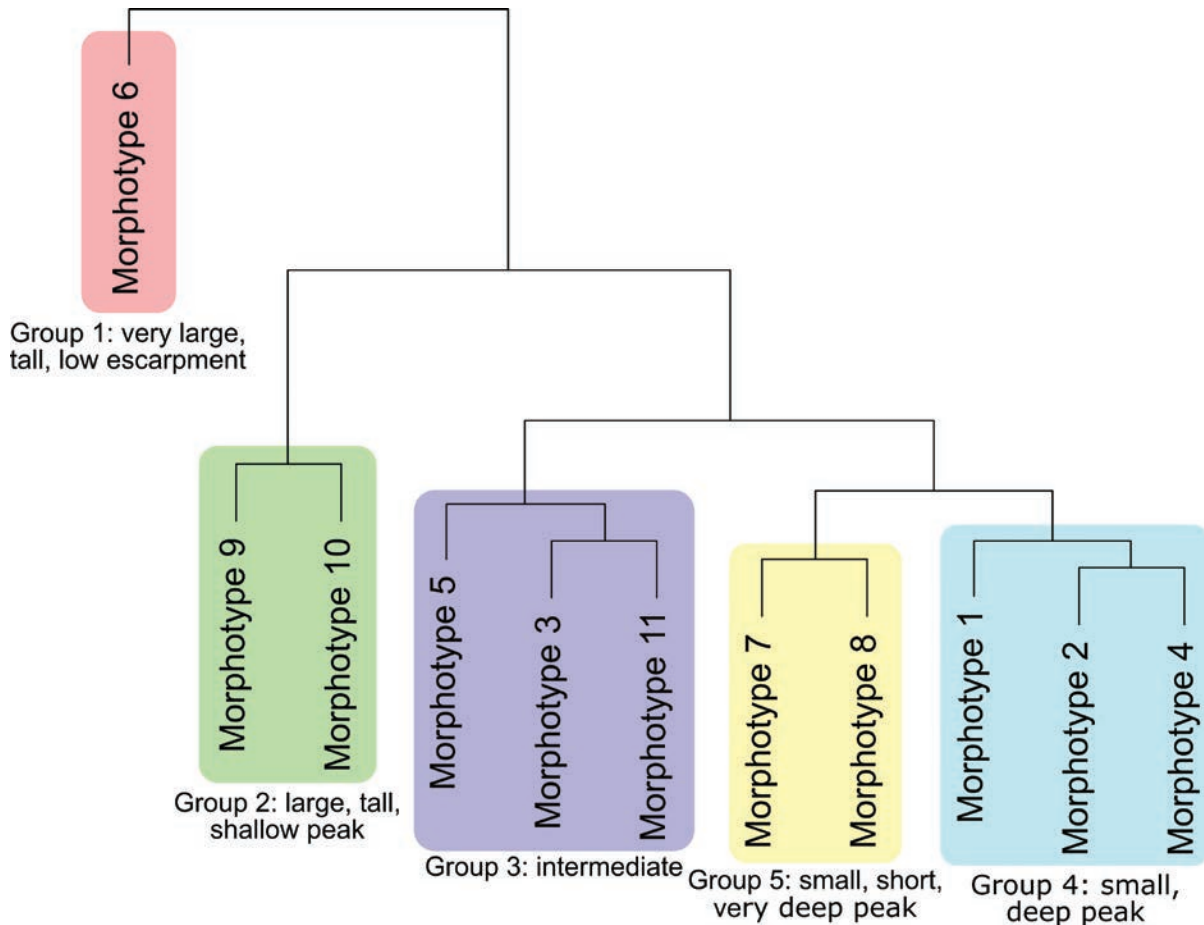 Morphotype 6
Group 1: very large,
tall, low escarpment
Morphotype 9
Morphotype 10
Group 2: large, tall,
shallow peak
Morphotype 5
Morphotype 3
Morphotype 11
Group 3: intermediate
Morphotype 7
Morphotype 8
Group 5: small, short,
very deep peak
Morphotype 1
Morphotype 2
Morphotype 4
Group 4: small,
deep peak